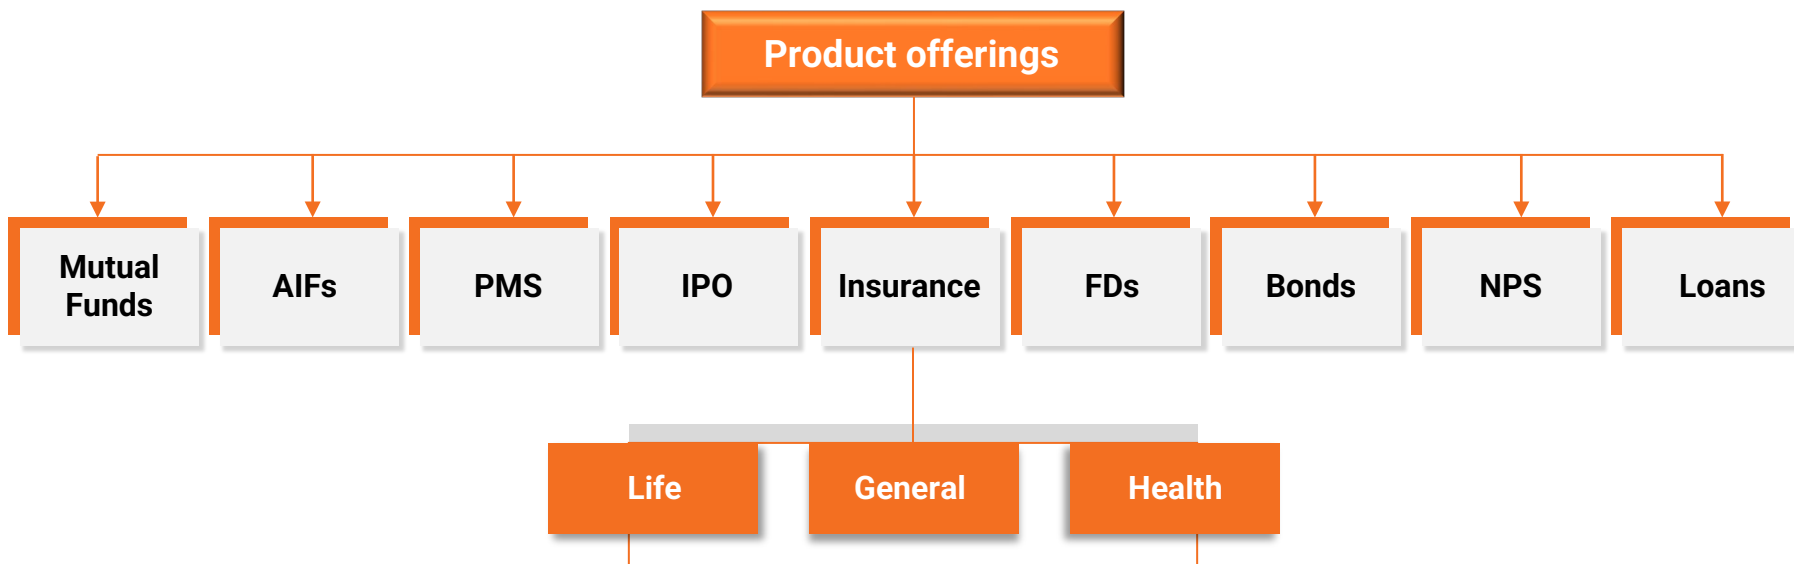 Product offerings
Mutual
Funds
AIFs
PMS
IPO
Insurance
FDs
Bonds
NPS
Loans
Life
General
Health